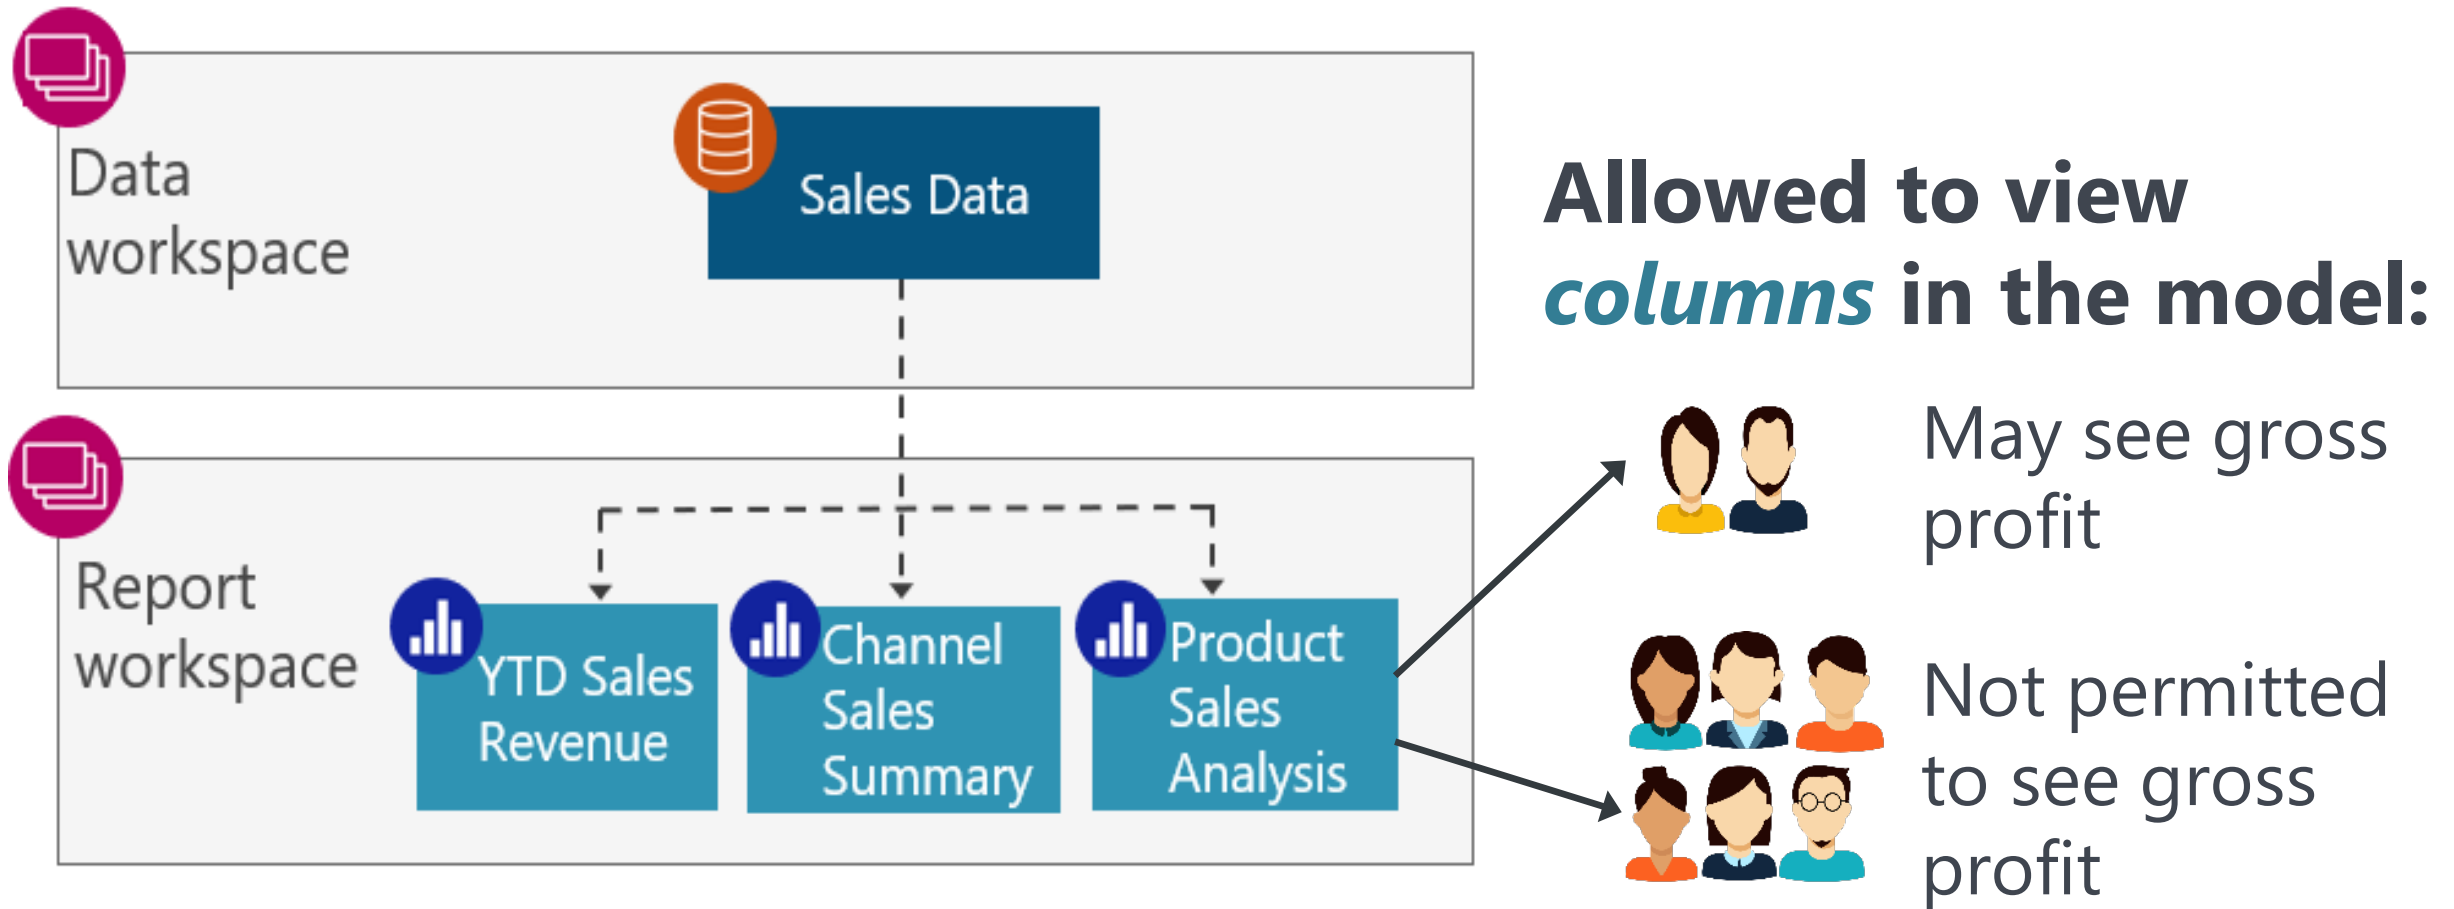 Data
workspace
Sales Data
Allowed to view
columns in the model:
Report
workspace
YTD Sales
Revenue
Channel
Sales
Summary
Product
Sales
Analysis
May see gross
profit
Not permitted
to see gross
profit